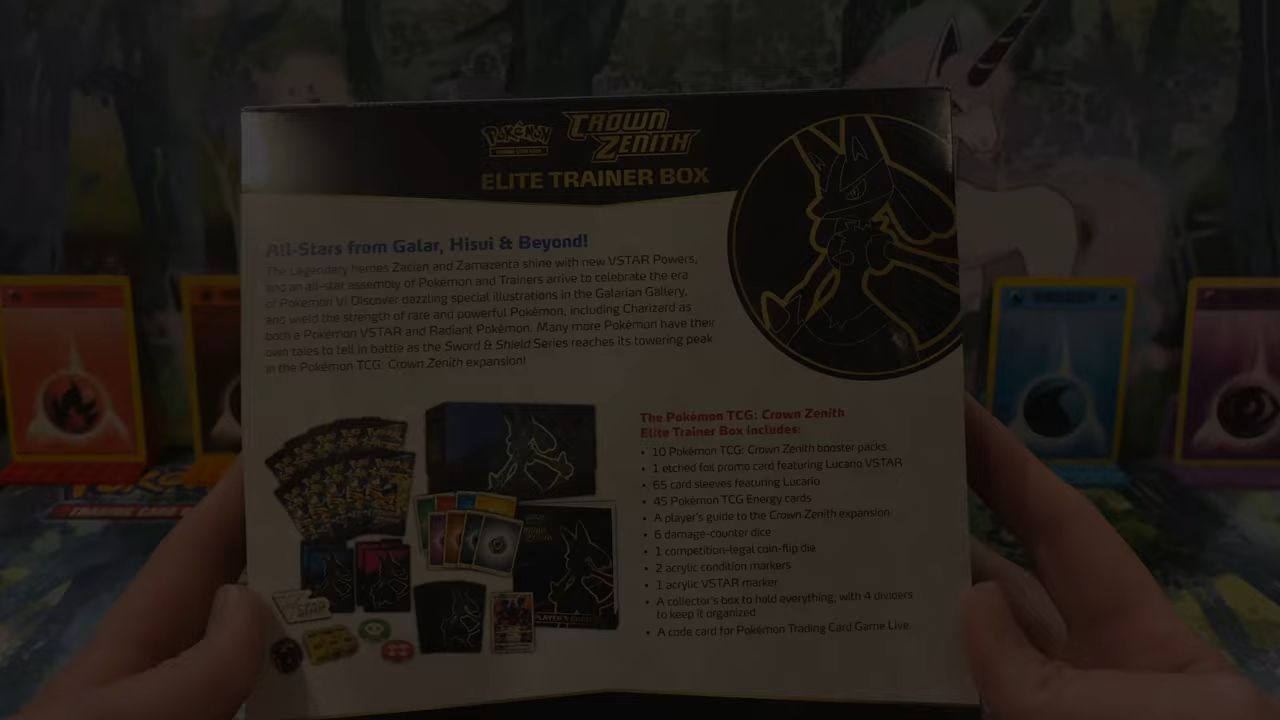 POKÉMON
CROWN
ZENITH
ELITE TRAINER BOX
All-Stars from Galar, Hisui & Beyond!
The Legendary heroes Zacian and Zamazenta shine with new VSTAR Powers,
and an all-star assembly of Pokémon and Trainers arrive to celebrate the era
of Pokémon V! Discover dazzling special illustrations in the Galarian Gallery,
and wield the strength of rare and powerful Pokémon, including Charizard as
both a Pokémon VSTAR and Radiant Pokémon. Many more Pokémon have their
own tales to tell in battle as the Sword & Shield Series reaches its towering peak
in the Pokémon TCG: Crown Zenith expansion!
The Pokémon TCG: Crown Zenith
Elite Trainer Box includes:
• 10 Pokémon TCG: Crown Zenith booster packs
• 1 etched foil promo card featuring Lucario VSTAR
• 65 card sleeves featuring Lucario
• 45 Pokémon TCG Energy cards
• A player's guide to the Crown Zenith expansion
• 6 damage-counter dice
• 1 competition-legal coin-flip die
• 2 acrylic condition markers
• 1 acrylic VSTAR marker
• A collector's box to hold everything, with 4 dividers
to keep it organized
• A code card for Pokémon Trading Card Game Live
PLAYER'S GUIDE
TRADING CARD